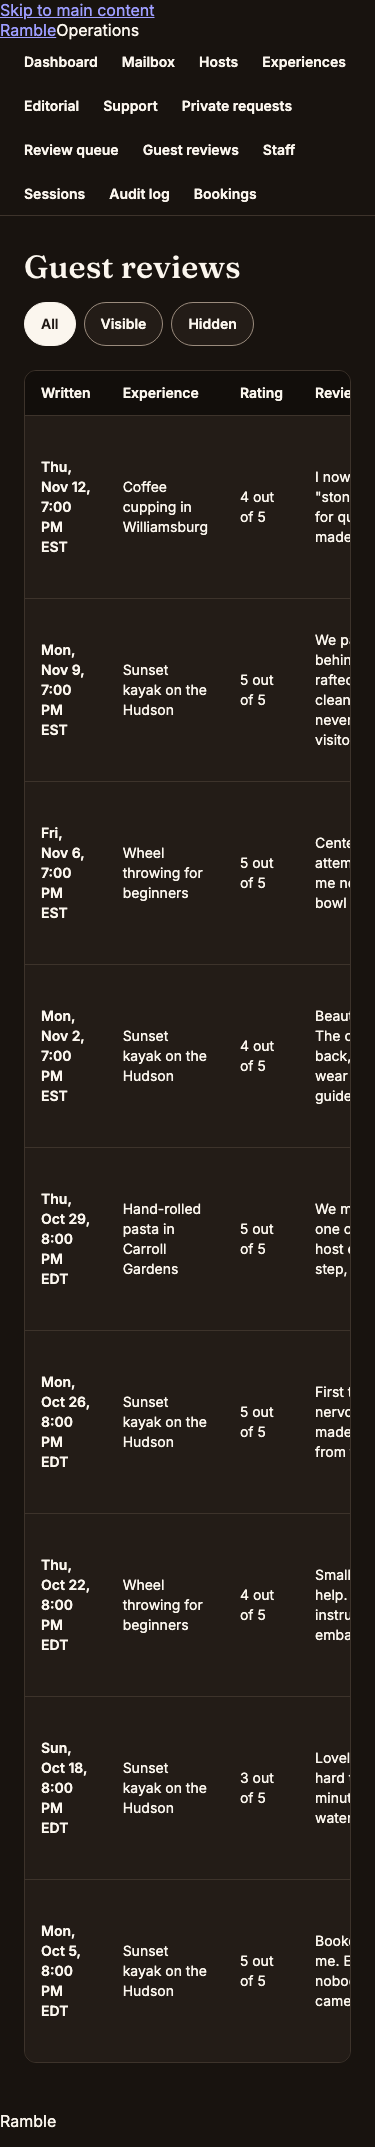 Skip to main content
RambleOperations
Dashboard Mailbox Hosts Experiences
Editorial Support Private requests
Review queue Guest reviews Staff
Sessions Audit log Bookings
Guest reviews
All Visible Hidden
Written Experience Rating
Thu,
Nov 12,
7:00
PM
EST
Coffee
cupping in
Williamsburg
4 out
of 5
I now
"ston
for qu
made
Mon,
Nov 9,
7:00
PM
EST
Sunset
kayak on the
Hudson
5 out
of 5
We
behin
rafted
clean
never
visito
Fri,
Nov 6,
7:00
PM
EST
Wheel
throwing for
beginners
5 out
of 5
Cente
attem
me
bowl
Mon,
Nov 2,
7:00
PM
EST
Sunset
kayak on the
Hudson
4 out
of 5
Beaut
The
back,
wear
guide
Thu,
Oct 29,
8:00
PM
EDT
Hand-rolled
pasta in
Carroll
Gardens
5 out
of 5
We
one
host
step,
Mon,
Oct 26,
8:00
PM
EDT
Sunset
kayak on the
Hudson
5 out
of 5
First
nervo
made
from
Thu,
Oct 22,
8:00
PM
EDT
Wheel
throwing for
beginners
4 out
of 5
Small
help.
instru
emba
Sun,
Oct 18,
8:00
PM
EDT
Sunset
kayak on the
Hudson
3 out
of 5
Lovel
hard
minut
water
Mon,
Oct 5,
8:00
PM
EDT
Sunset
kayak on the
Hudson
5 out
of 5
Book
me. E
nobo
came
Ramble